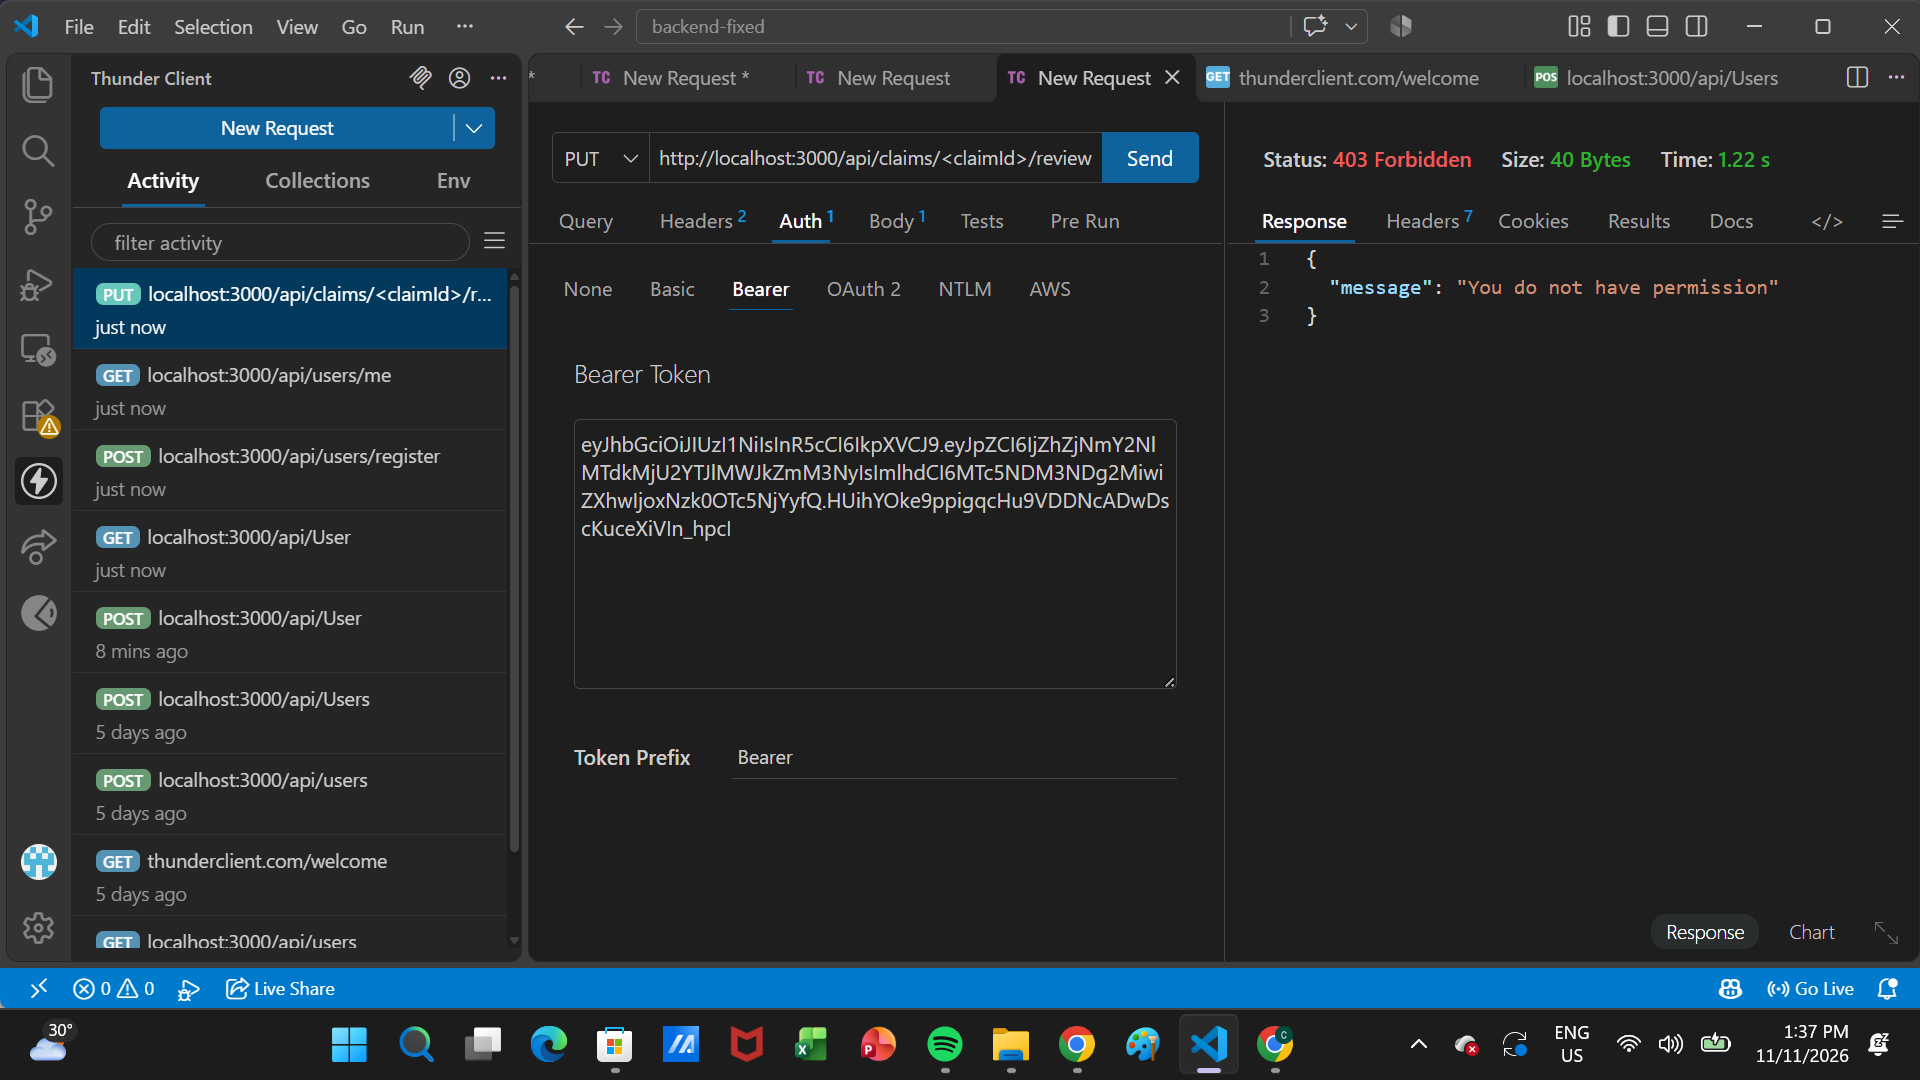 File Edit Selection View Go Run ...
backend-fixed
Thunder Client
New Request
Activity Collections Env
filter activity
PUT localhost:3000/api/claims/<claimId>/r...
just now
GET localhost:3000/api/users/me
just now
POST localhost:3000/api/users/register
just now
GET localhost:3000/api/User
just now
POST localhost:3000/api/User
8 mins ago
POST localhost:3000/api/Users
5 days ago
POST localhost:3000/api/users
5 days ago
GET thunderclient.com/welcome
5 days ago
GET localhost:3000/api/users
* TC New Request * TC New Request TC New Request GET thunderclient.com/welcome POS localhost:3000/api/Users
PUT http://localhost:3000/api/claims/<claimId>/review Send
Query Headers 2 Auth 1 Body 1 Tests Pre Run
None Basic Bearer OAuth 2 NTLM AWS
Bearer Token
eyJhbGciOiJIUzI1NiIsInR5cCI6IkpXVCJ9.eyJpZCI6IjZhZjNmY2Nl
MTdkMjU2YTJlMWJkZmM3NyIsImlhdCI6MTc5NDM3NDg2Miwi
ZXhwIjoxNzk0OTc5NjYyfQ.HUihYOke9ppigqcHu9VDDNcADwDs
cKuceXiVIn_hpcI
Token Prefix Bearer
Status: 403 Forbidden Size: 40 Bytes Time: 1.22 s
Response Headers 7 Cookies Results Docs </>
1 {
2 "message": "You do not have permission"
3 }
Response Chart
0 0 Live Share
Go Live
30°
ENG
US
1:37 PM
11/11/2026